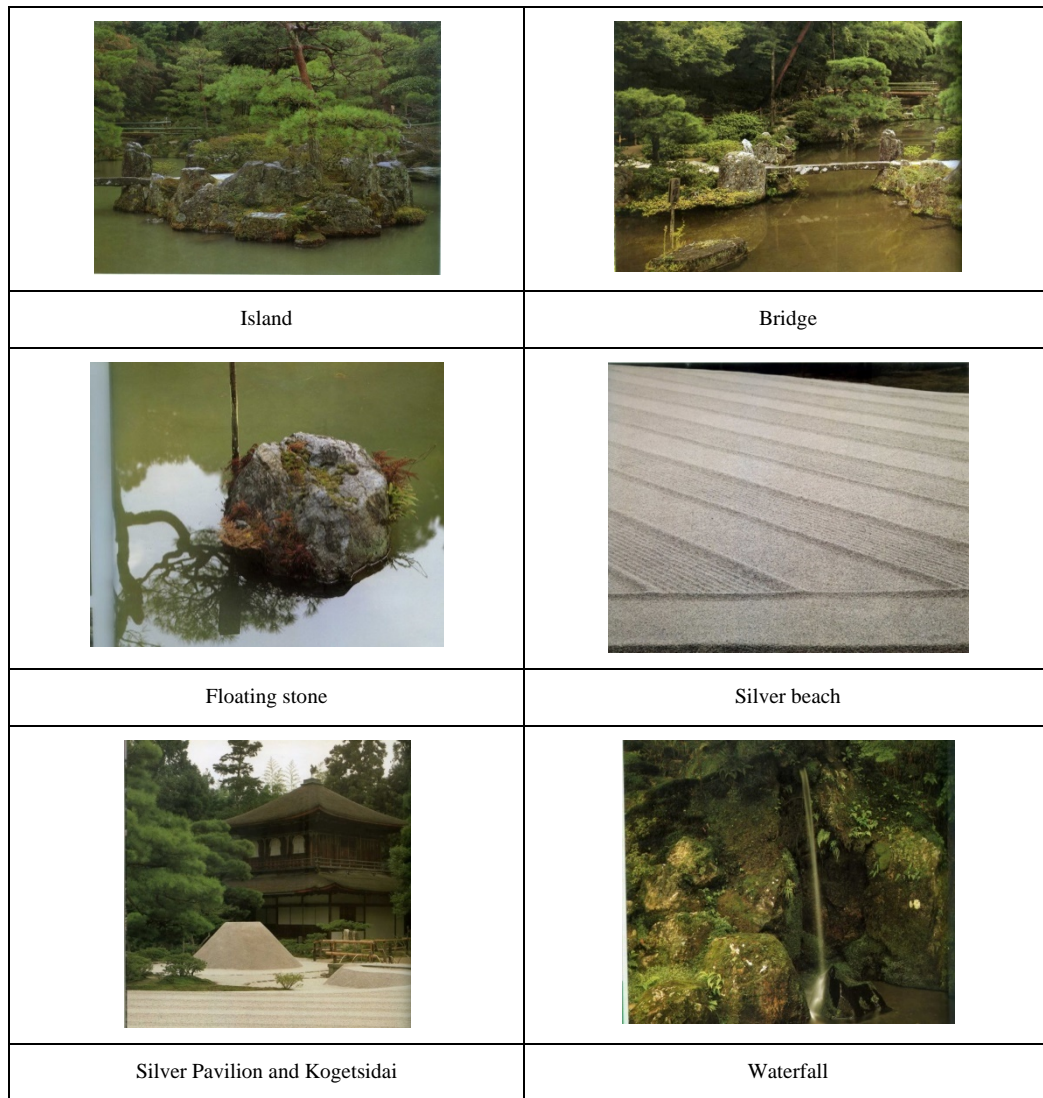 Island
Bridge
Floating stone
Silver beach
Silver Pavilion and Kogetsidai
Waterfall